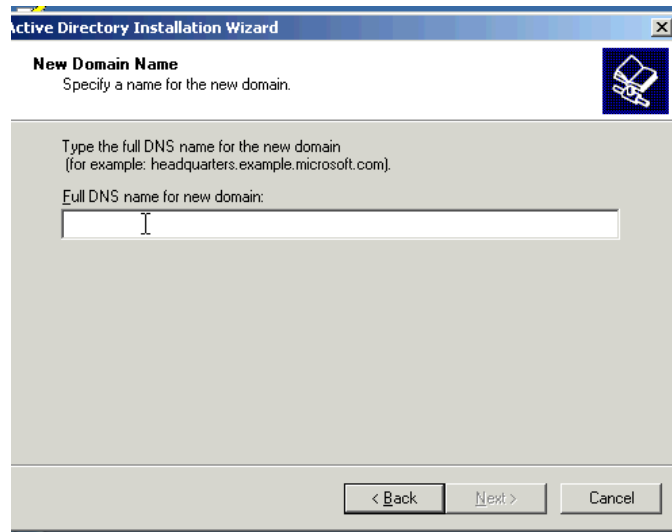 Active Directory Installation Wizard
New Domain Name
Specify a name for the new domain.
Type the full DNS name for the new domain
(for example: headquarters.example.microsoft.com).
Full DNS name for new domain:
< Back
Next >
Cancel